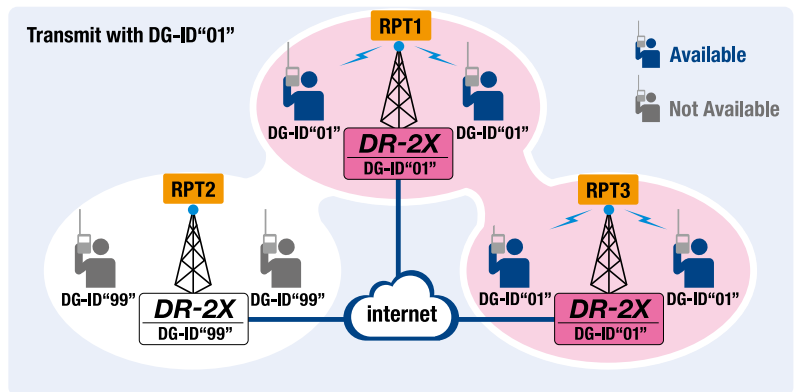 Transmit with DG-ID“01”
RPT1
Available
Not Available
DG-ID“01”
DG-ID“01”
DR-2X
DG-ID“01”
RPT2
DG-ID“99”
DG-ID“99”
DR-2X
DG-ID“99”
internet
RPT3
DG-ID“01”
DG-ID“01”
DR-2X
DG-ID“01”